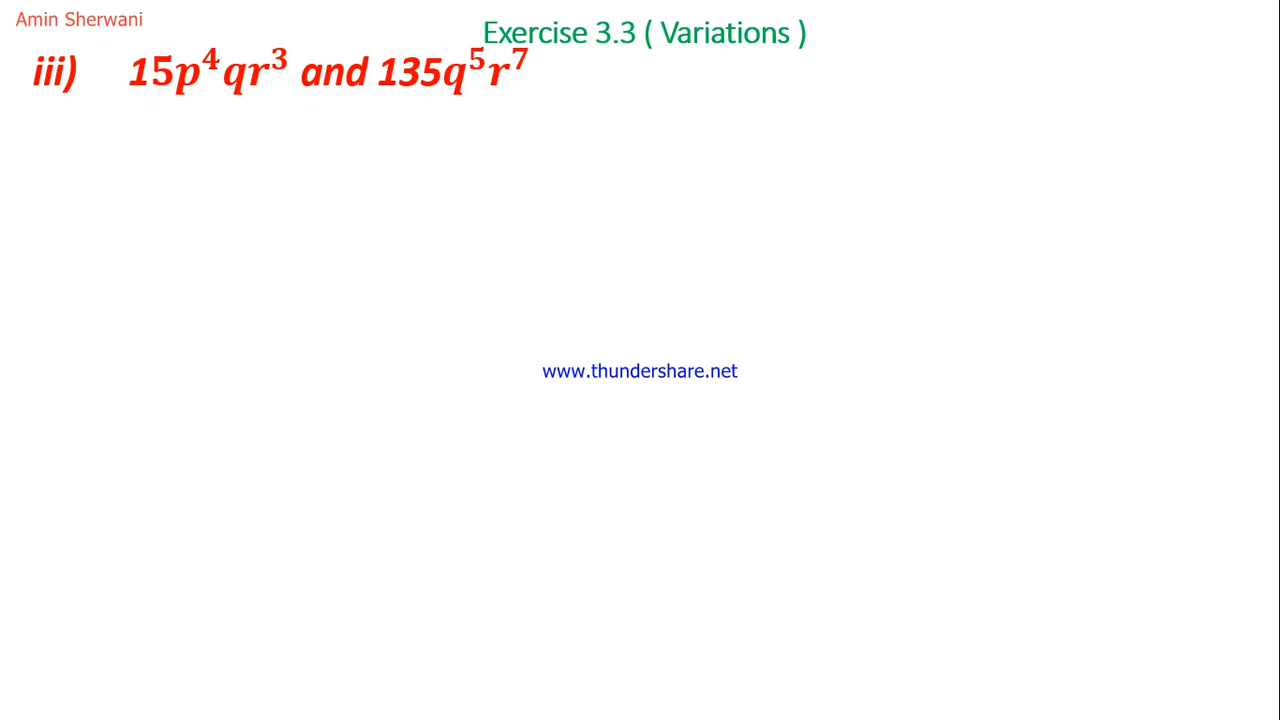 Amin Sherwani
Exercise 3.3 ( Variations )
iii) 15p⁴qr³ and 135q⁵r⁷
www.thundershare.net